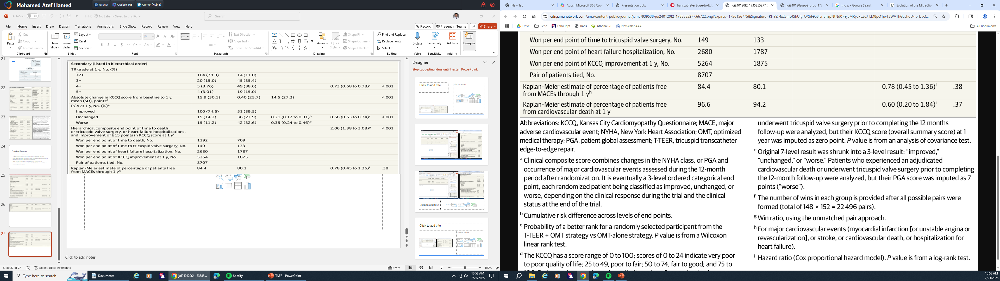 Mohamed Atef Hamed
eTenet
Outlook 365
Cerner (Hub 5)
AutoSave Off
Tri.FR • No Label • Saved to this PC
Search
File Home Insert Draw Design Transitions Animations Slide Show Record Review View Help
Record
Present in Teams
Share
Paste
Cut
Copy
Format Painter
Clipboard
New Slide
Reuse Slides
Layout
Reset
Section
Slides
20
Font
Text Direction
Align Text
Convert to SmartArt
Paragraph
Arrange
Quick Styles
Shape Fill
Shape Outline
Shape Effects
Drawing
Find and Replace
Replace Fonts
Select
Editing
Dictate
Voice
Sensitivity
Sensitivity
Add-ins
Add-ins
Designer
21
22
23
24
Procedural Outcomes
25
26
27
Secondary (listed in hierarchical order)
TR grade at 1 y, No. (%)
<2+ 104 (78.3) 14 (11.0)
3+ 20 (15.0) 45 (35.4)
4+ 5 (3.76) 49 (38.6) 0.73 (0.68 to 0.78)c <.001
5+ 4 (3.01) 19 (15.0)
Absolute change in KCCQ score from baseline to 1 y, 15.9 (30.1) 0.40 (25.7) 14.5 (27.2) <.001
mean (SD), pointsd
PGA at 1 y, No. (%)e
Improved 100 (74.6) 51 (39.5)
Unchanged 19 (14.2) 36 (27.9) 0.21 (0.12 to 0.31)b 0.68 (0.63 to 0.74)c <.001
Worse 15 (11.2) 42 (32.6) 0.35 (0.24 to 0.46)b
Hierarchical composite end point of time to death 2.06 (1.38 to 3.08)g <.001
or tricuspid valve surgery, or heart failure hospitalizations,
and improvement of ≥15 points in KCCQ score at 1 yf
Won per end point of time to death, No. 1192 709
Won per end point of time to tricuspid valve surgery, No. 149 133
Won per end point of heart failure hospitalization, No. 2680 1787
Won per end point of KCCQ improvement at 1 y, No. 5264 1875
Pair of patients tied, No. 8707
Kaplan-Meier estimate of percentage of patients free 84.4 80.1 0.78 (0.45 to 1.36)i .38
from MACEs through 1 yh
Click to add notes
Designer
Stop suggesting ideas until I restart PowerPoint.
Click to add title
Click to add title
Click to add title
Slide 27 of 27
Accessibility: Investigate
Notes
100%
Type here to search
Documents
joi240120t2_173585...
Spotify
Tri.FR - PowerPoint
10:58 AM
7/23/2025
New Tab
Apps | Microsoft 365 Cop
Presentation.pptx
Transcatheter Edge-to-Ed
joi240120t2_1735855277.6
joi240120supp2_prod_173
triclip - Google Search
Evolution of the MitraClip
cdn.jamanetwork.com/ama/content_public/journal/jama/939538/joi240120t2_1735855277.66722.png?Expires=1756156775&Signature=RHYZ-4x2vmoJShUltj-QXbF9e8iLi-8hzpNtNd0~9jeMRyyPLZdJ-LM8pO1jwT3WV1hGaLhoD~pITJvQ...
Drive
Echo
Echo Inpt
Rads
Athena S/I
NetScaler AAA
All Bookmarks
Won per end point of time to tricuspid valve surgery, No. 149 133
Won per end point of heart failure hospitalization, No. 2680 1787
Won per end point of KCCQ improvement at 1 y, No. 5264 1875
Pair of patients tied, No. 8707
Kaplan-Meier estimate of percentage of patients free 84.4 80.1 0.78 (0.45 to 1.36)i .38
from MACEs through 1 yh
Kaplan-Meier estimate of percentage of patients free 96.6 94.2 0.60 (0.20 to 1.84)i .37
from cardiovascular death at 1 y
Abbreviations: KCCQ, Kansas City Cardiomyopathy Questionnaire; MACE, major
adverse cardiovascular event; NYHA, New York Heart Association; OMT, optimized
medical therapy; PGA, patient global assessment; T-TEER, tricuspid transcatheter
edge-to-edge repair.
a Clinical composite score combines changes in the NYHA class, or PGA and
occurrence of major cardiovascular events assessed during the 12-month
period after randomization. It is eventually a 3-level ordered categorical end
point, each randomized patient being classified as improved, unchanged, or
worse, depending on the clinical response during the trial and the clinical
status at the end of the trial.
b Cumulative risk difference across levels of end points.
c Probability of a better rank for a randomly selected participant from the
T-TEER + OMT strategy vs OMT-alone strategy. P value is from a Wilcoxon
linear rank test.
d The KCCQ has a score range of 0 to 100; scores of 0 to 24 indicate very poor
to poor quality of life; 25 to 49, poor to fair; 50 to 74, fair to good; and 75 to
underwent tricuspid valve surgery prior to completing the 12 months
follow-up were analyzed, but their KCCQ score (overall summary score) at 1
year was imputed as zero point. P value is from an analysis of covariance test.
e Original 7-level result was shrunk into a 3-level result: “improved,”
“unchanged,” or “worse.” Patients who experienced an adjudicated
cardiovascular death or underwent tricuspid valve surgery prior to completing
the 12-month follow-up were analyzed, but their PGA score was imputed as 7
points (“worse”).
f The number of wins in each group is provided after all possible pairs were
formed (total of 148 × 152 = 22 496 pairs).
g Win ratio, using the unmatched pair approach.
h For major cardiovascular events (myocardial infarction [or unstable angina or
revascularization], or stroke, or cardiovascular death, or hospitalization for
heart failure).
i Hazard ratio (Cox proportional hazard model). P value is from a log-rank test.
10:58 AM
7/23/2025